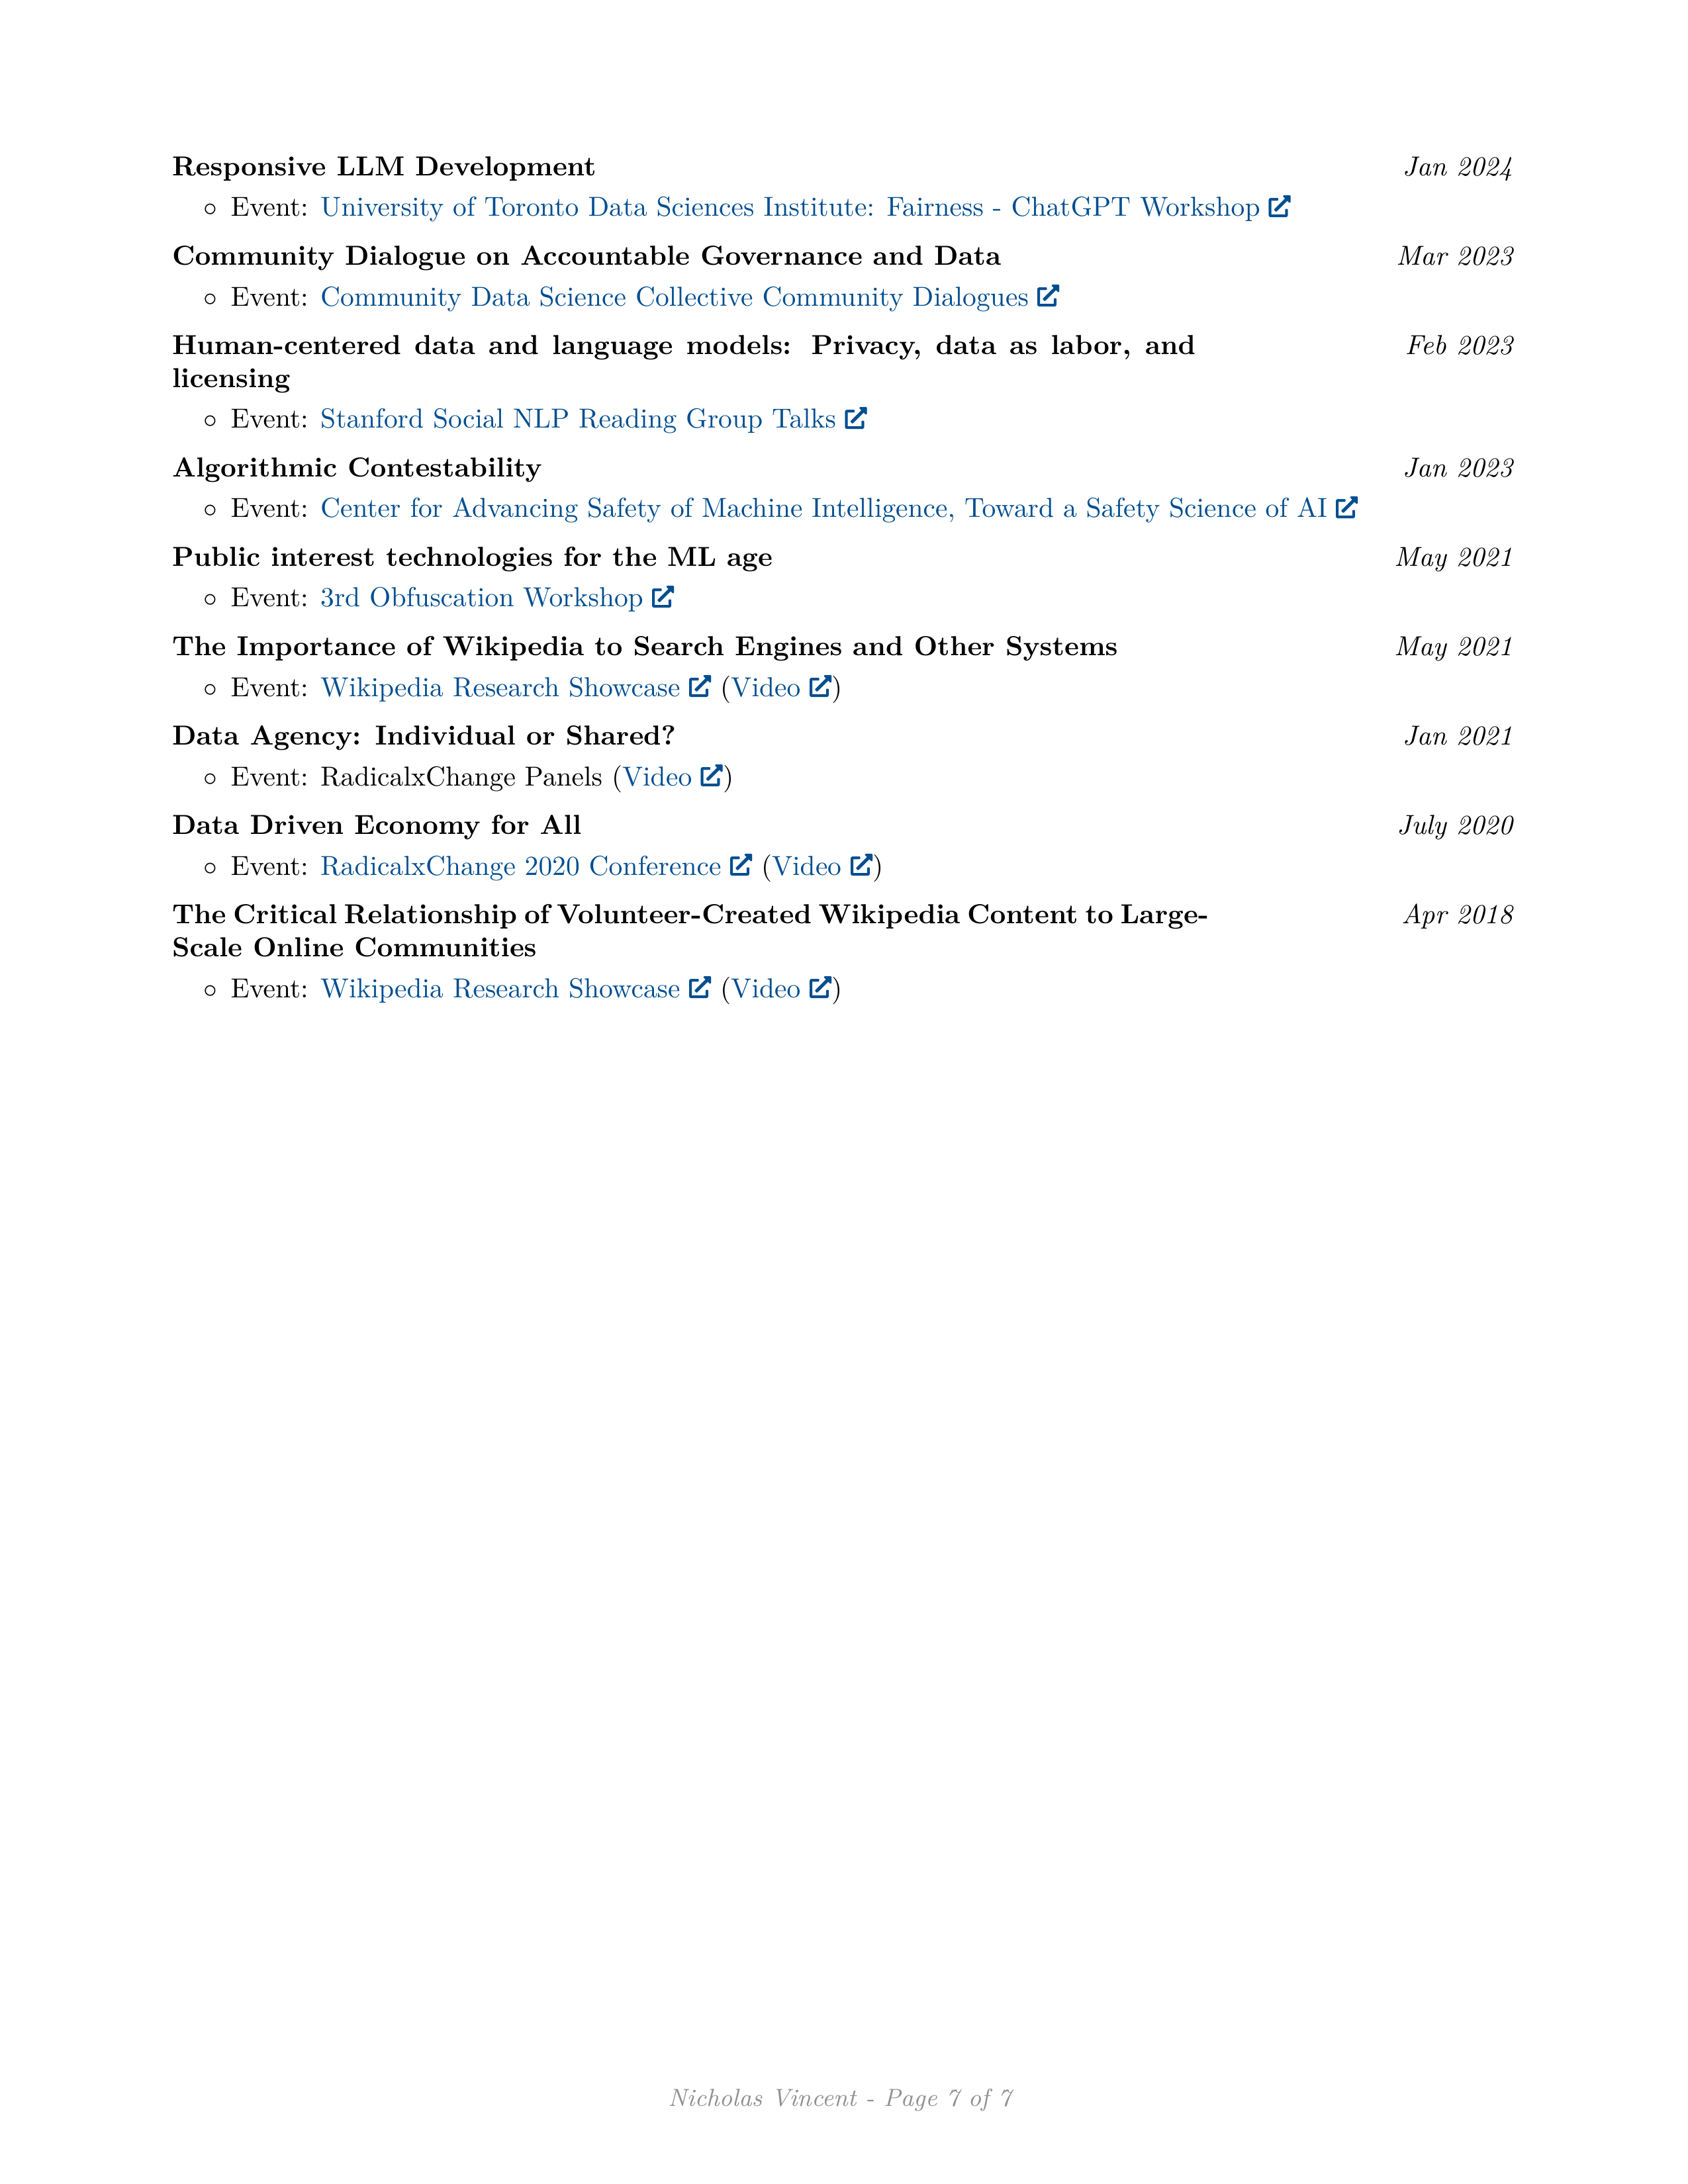 Responsive LLM Development Jan 2024
○ Event: University of Toronto Data Sciences Institute: Fairness - ChatGPT Workshop
Community Dialogue on Accountable Governance and Data Mar 2023
○ Event: Community Data Science Collective Community Dialogues
Human-centered data and language models: Privacy, data as labor, and Feb 2023
licensing
○ Event: Stanford Social NLP Reading Group Talks
Algorithmic Contestability Jan 2023
○ Event: Center for Advancing Safety of Machine Intelligence, Toward a Safety Science of AI
Public interest technologies for the ML age May 2021
○ Event: 3rd Obfuscation Workshop
The Importance of Wikipedia to Search Engines and Other Systems May 2021
○ Event: Wikipedia Research Showcase (Video)
Data Agency: Individual or Shared? Jan 2021
○ Event: RadicalxChange Panels (Video)
Data Driven Economy for All July 2020
○ Event: RadicalxChange 2020 Conference (Video)
The Critical Relationship of Volunteer-Created Wikipedia Content to Large- Apr 2018
Scale Online Communities
○ Event: Wikipedia Research Showcase (Video)
Nicholas Vincent - Page 7 of 7